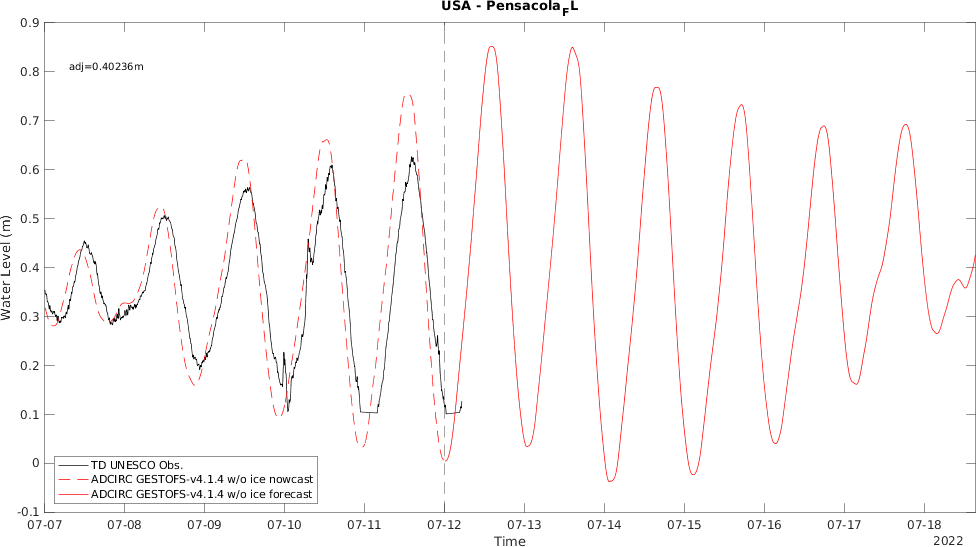 USA - Pensacola_FL
0.9
0.8
0.7
0.6
0.5
0.4
0.3
0.2
0.1
0
-0.1
Water Level (m)
adj=0.40236m
TD UNESCO Obs.
ADCIRC GESTOFS-v4.1.4 w/o ice nowcast
ADCIRC GESTOFS-v4.1.4 w/o ice forecast
07-07 07-08 07-09 07-10 07-11 07-12 07-13 07-14 07-15 07-16 07-17 07-18
Time
2022